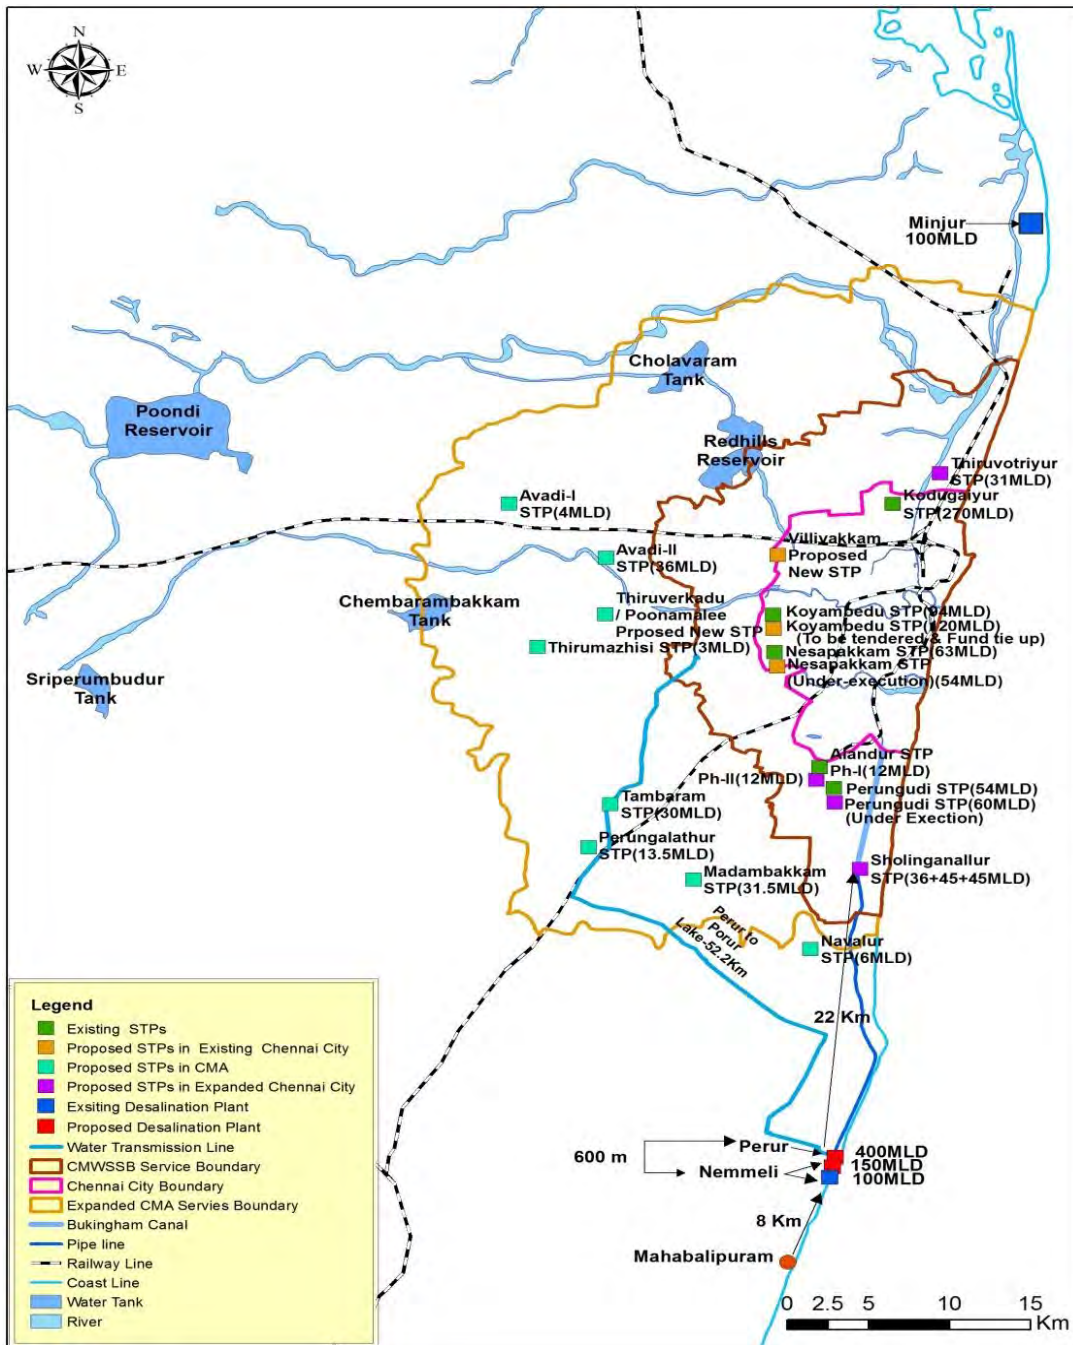 N
W
E
S
Minjur
100MLD
Cholavaram
Tank
Poondi
Reservoir
Redhills
Reservoir
Thiruvotriyur
STP(31MLD)
Kodugaiyur
STP(270MLD)
Avadi-I
STP(4MLD)
Villivakkam
Proposed
New STP
Avadi-II
STP(36MLD)
Chembarambakkam
Tank
Thiruverkadu
/ Poonamalee
Prposed New STP
Koyambedu STP(94MLD)
Koyambedu STP(120MLD)
(To be tendered & Fund tie up)
Thirumazhisi STP(3MLD)
Nesapakkam STP(63MLD)
Nesapakkam STP
(Under-execution)(54MLD)
Sriperumbudur
Tank
Alandur STP
Ph-I(12MLD)
Ph-II(12MLD)
Perungudi STP(54MLD)
Perungudi STP(60MLD)
(Under Exection)
Tambaram
STP(30MLD)
Perungalathur
STP(13.5MLD)
Madambakkam
STP(31.5MLD)
Sholinganallur
STP(36+45+45MLD)
Perur to
Porur
Lake-52.2Km
Navalur
STP(6MLD)
22 Km
Legend
Existing STPs
Proposed STPs in Existing Chennai City
Proposed STPs in CMA
Proposed STPs in Expanded Chennai City
Exsiting Desalination Plant
Proposed Desalination Plant
Water Transmission Line
CMWSSB Service Boundary
Chennai City Boundary
Expanded CMA Servies Boundary
Bukingham Canal
Pipe line
Railway Line
Coast Line
Water Tank
River
600 m
Perur
Nemmeli
400MLD
150MLD
100MLD
8 Km
Mahabalipuram
0 2.5 5 10 15
Km